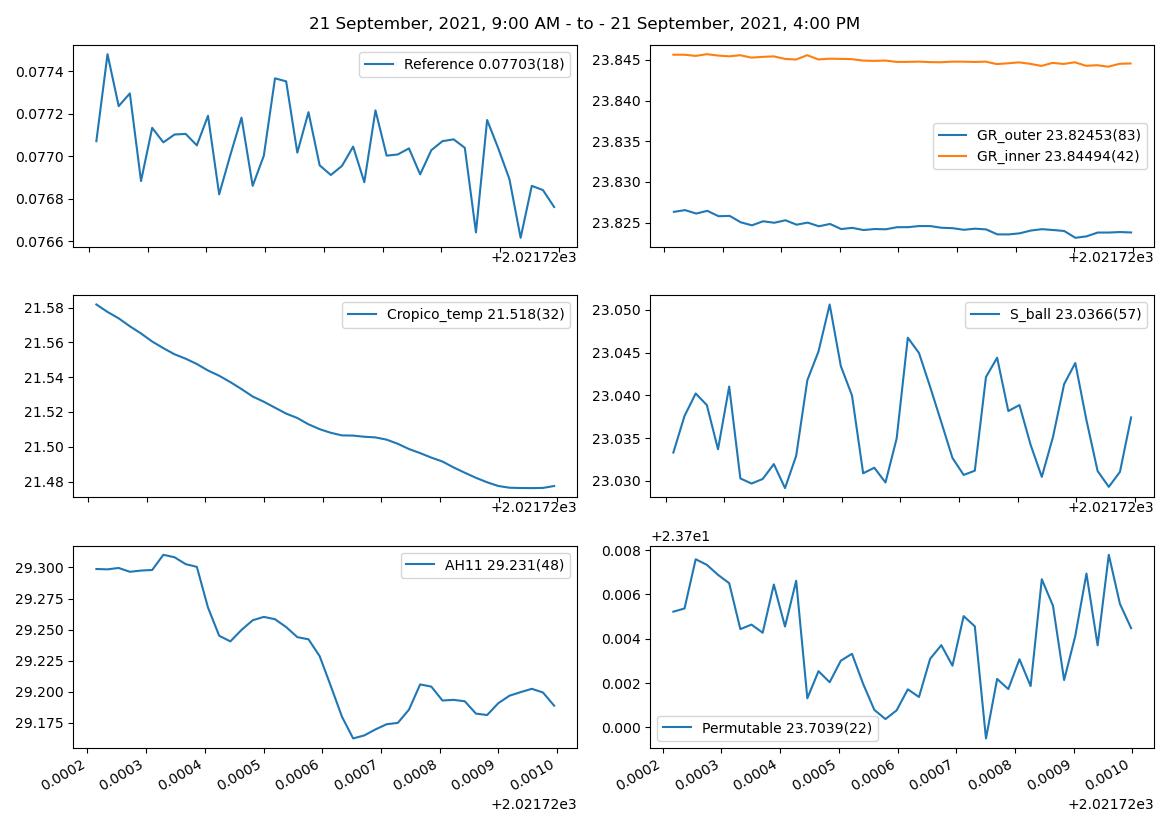 21 September, 2021, 9:00 AM - to - 21 September, 2021, 4:00 PM
Reference 0.07703(18)
0.0774
0.0772
0.0770
0.0768
0.0766
+2.02172e3
GR_outer 23.82453(83)
GR_inner 23.84494(42)
23.845
23.840
23.835
23.830
23.825
+2.02172e3
Cropico_temp 21.518(32)
21.58
21.56
21.54
21.52
21.50
21.48
+2.02172e3
S_ball 23.0366(57)
23.050
23.045
23.040
23.035
23.030
+2.02172e3
AH11 29.231(48)
29.300
29.275
29.250
29.225
29.200
29.175
0.0002 0.0003 0.0004 0.0005 0.0006 0.0007 0.0008 0.0009 0.0010
+2.02172e3
+2.37e1
0.008
0.006
0.004
0.002
0.000
Permutable 23.7039(22)
0.0002 0.0003 0.0004 0.0005 0.0006 0.0007 0.0008 0.0009 0.0010
+2.02172e3